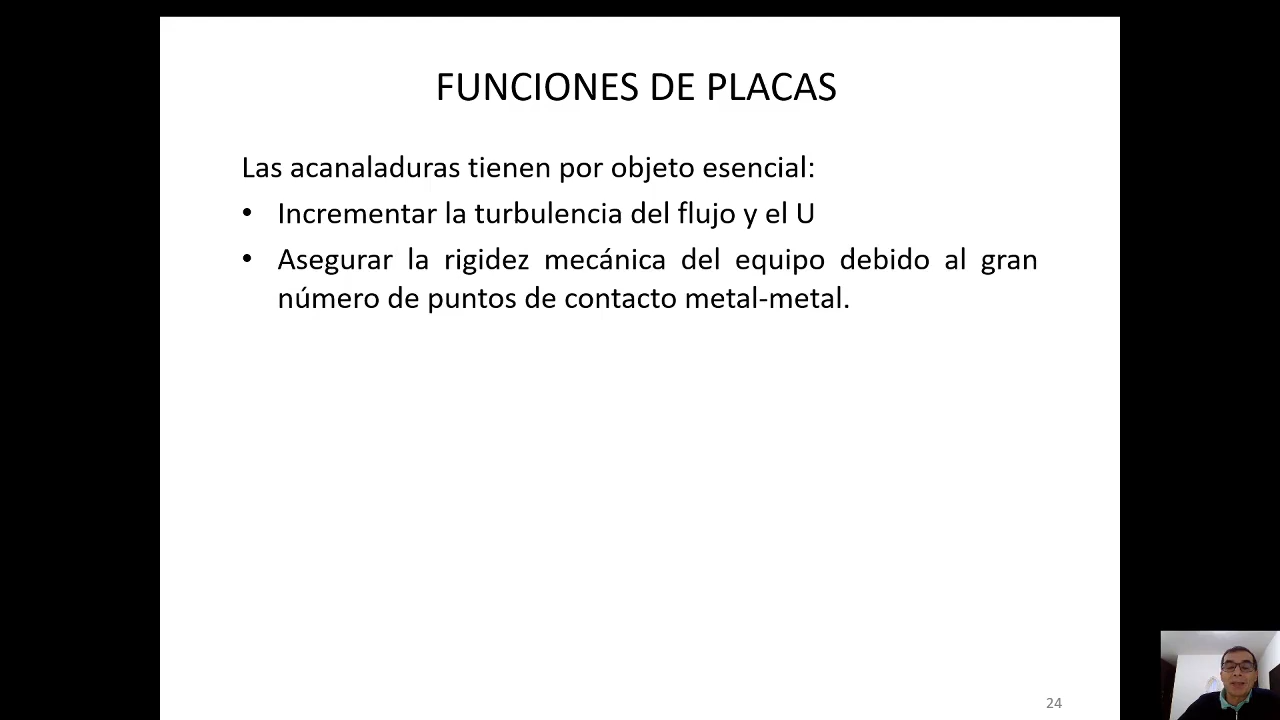 FUNCIONES DE PLACAS
Las acanaladuras tienen por objeto esencial:
• Incrementar la turbulencia del flujo y el U
• Asegurar la rigidez mecánica del equipo debido al gran
número de puntos de contacto metal-metal.
24